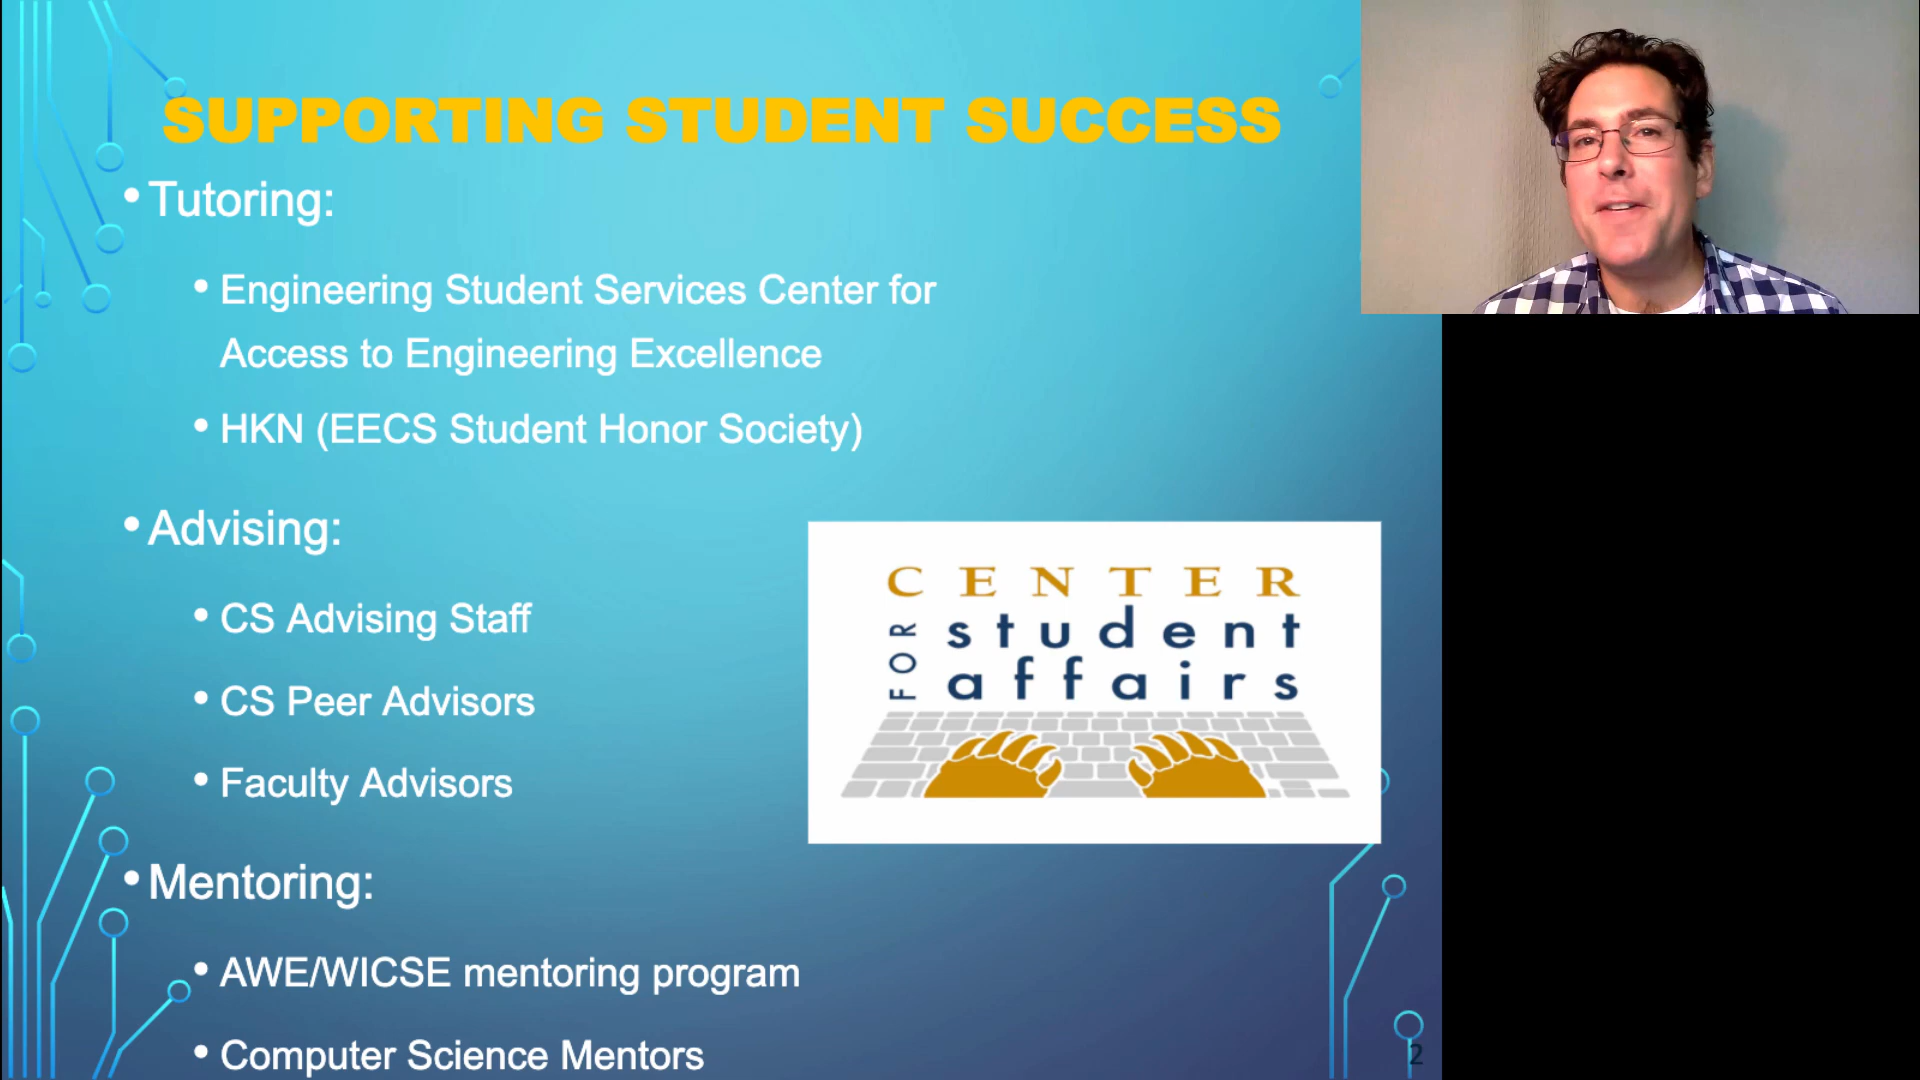 SUPPORTING STUDENT SUCCESS
• Tutoring:
• Engineering Student Services Center for
Access to Engineering Excellence
• HKN (EECS Student Honor Society)
• Advising:
• CS Advising Staff
• CS Peer Advisors
• Faculty Advisors
CENTER
FOR
student
affairs
• Mentoring:
• AWE/WICSE mentoring program
• Computer Science Mentors
2